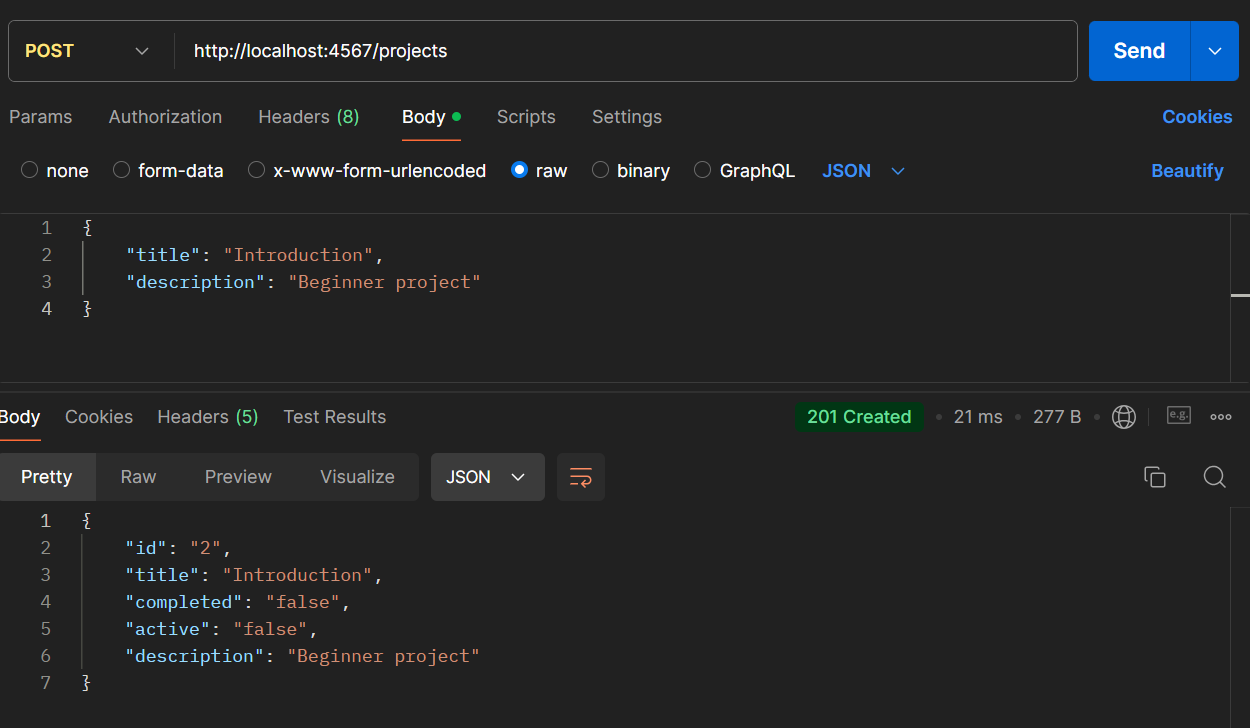 POST http://localhost:4567/projects Send
Params Authorization Headers (8) Body Scripts Settings Cookies
none form-data x-www-form-urlencoded raw binary GraphQL JSON Beautify
1 {
2 "title": "Introduction",
3 "description": "Beginner project"
4 }
Body Cookies Headers (5) Test Results 201 Created 21 ms 277 B e.g.
Pretty Raw Preview Visualize JSON
1 {
2 "id": "2",
3 "title": "Introduction",
4 "completed": "false",
5 "active": "false",
6 "description": "Beginner project"
7 }